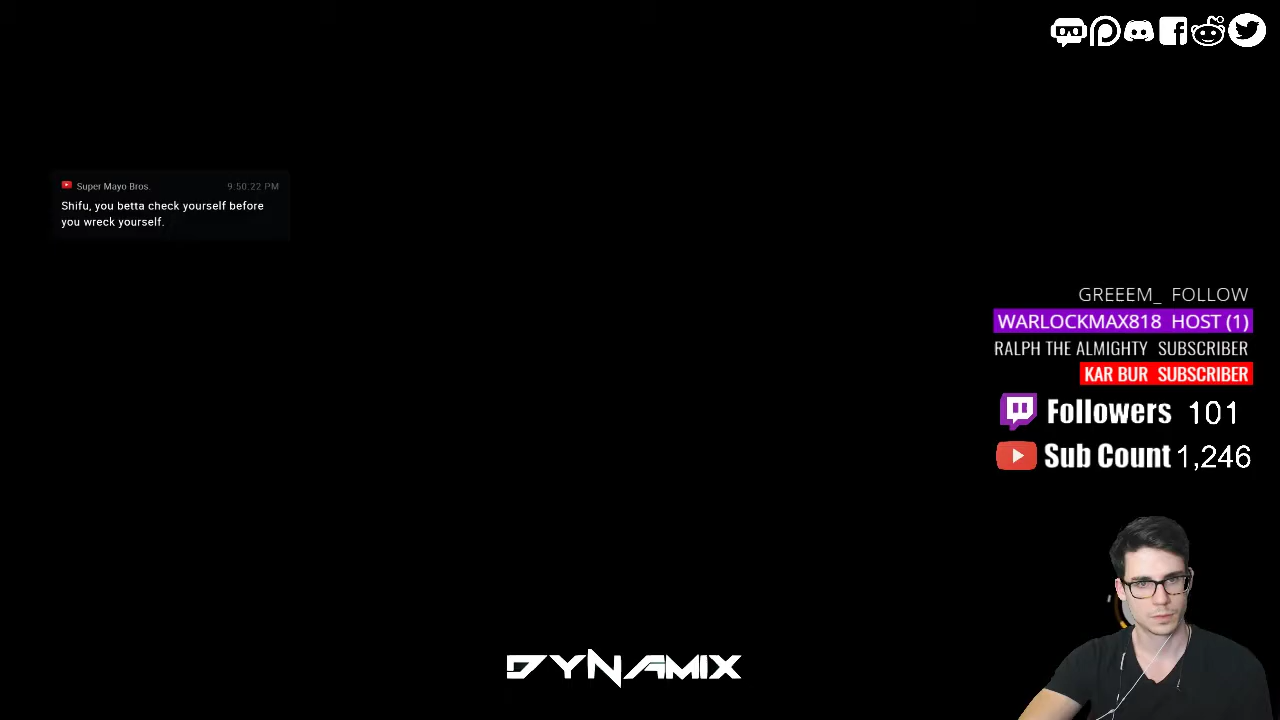 Super Mayo Bros. 9:50:22 PM
Shifu, you betta check yourself before
you wreck yourself.
GREEEM_ FOLLOW
WARLOCKMAX818 HOST (1)
RALPH THE ALMIGHTY SUBSCRIBER
KAR BUR SUBSCRIBER
Followers 101
Sub Count 1,246
DYNAMIX